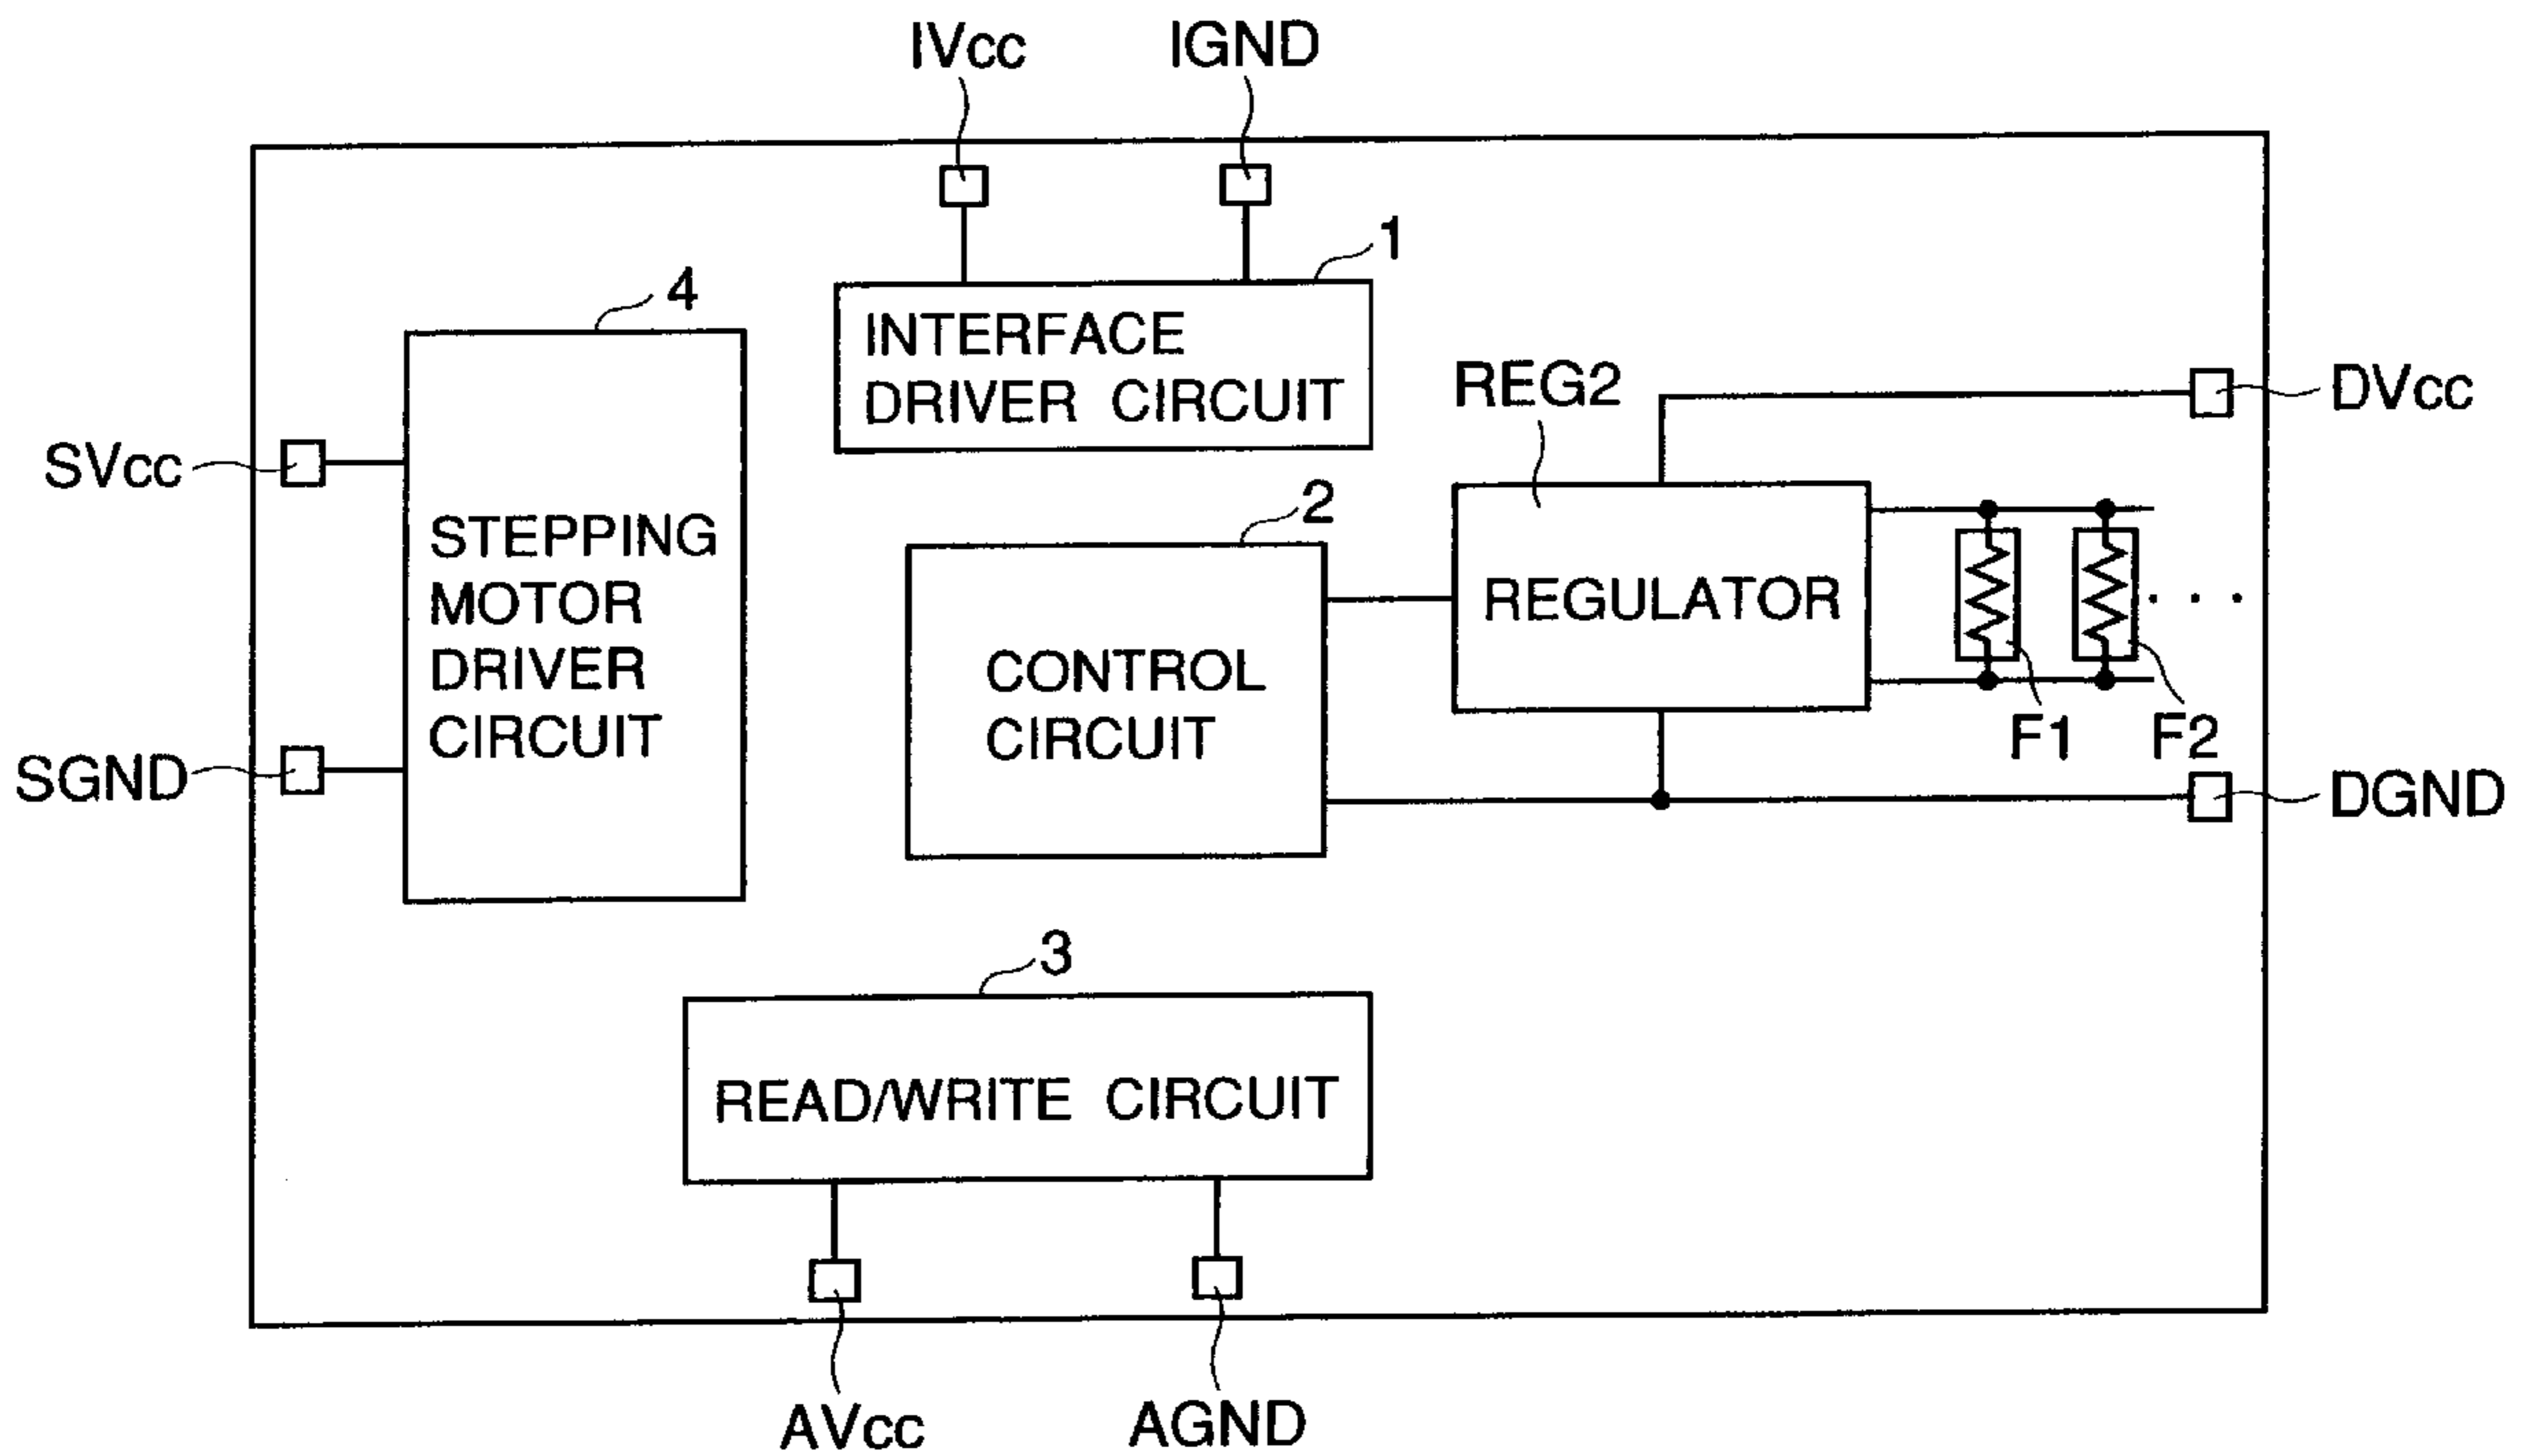 IVcc
IGND
1
INTERFACE
DRIVER CIRCUIT
4
STEPPING
MOTOR
DRIVER
CIRCUIT
SVcc
SGND
REG2
REGULATOR
DVcc
2
CONTROL
CIRCUIT
F1
F2
DGND
3
READ/WRITE CIRCUIT
AVcc
AGND